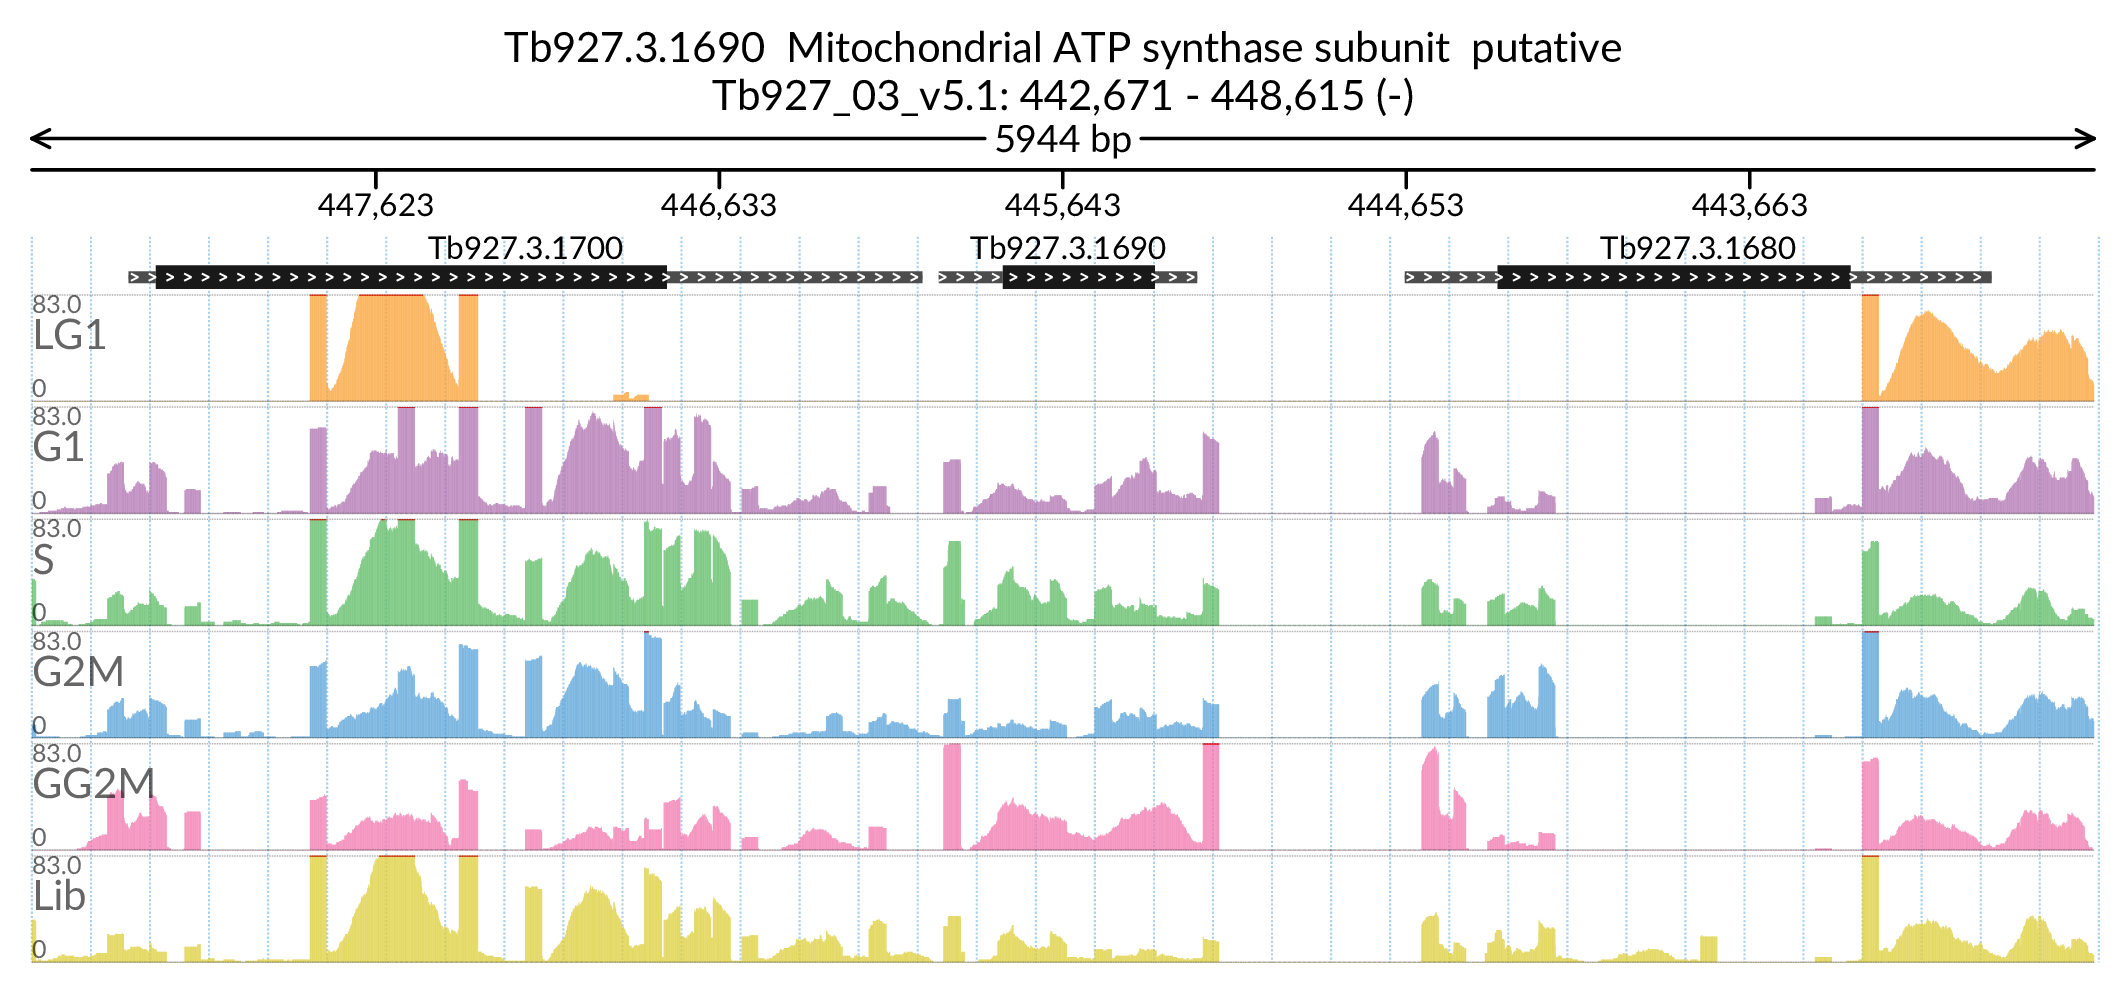 Tb927.3.1690  Mitochondrial ATP synthase subunit  putative
Tb927_03_v5.1: 442,671 - 448,615 (-)
5944 bp
447,623 446,633 445,643 444,653 443,663
Tb927.3.1700 Tb927.3.1690 Tb927.3.1680
83.0
LG1
0
83.0
G1
0
83.0
S
0
83.0
G2M
0
83.0
GG2M
0
83.0
Lib
0